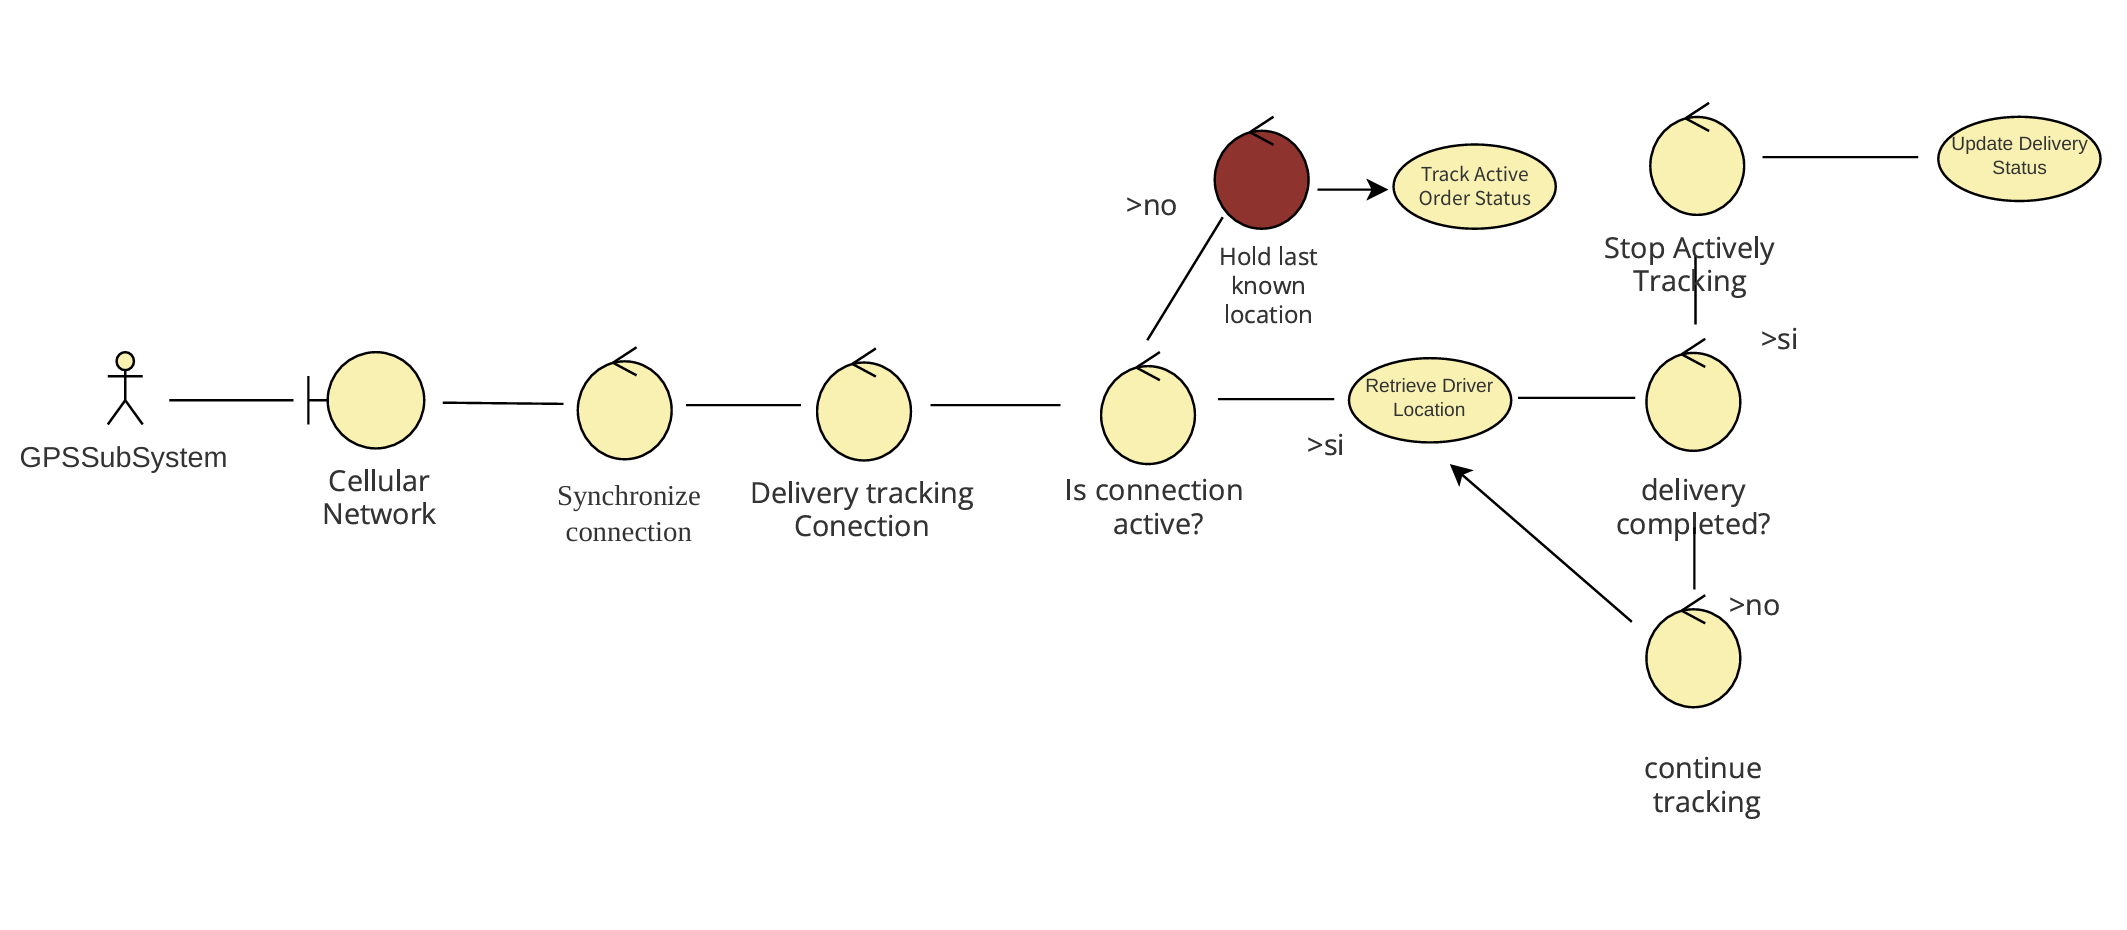 GPSSubSystem
Cellular
Network
Synchronize
connection
Delivery tracking
Conection
Is connection
active?
>no
Hold last
known
location
Track Active
Order Status
>si
Retrieve Driver
Location
delivery
completed?
>si
Stop Actively
Tracking
Update Delivery
Status
>no
continue
tracking